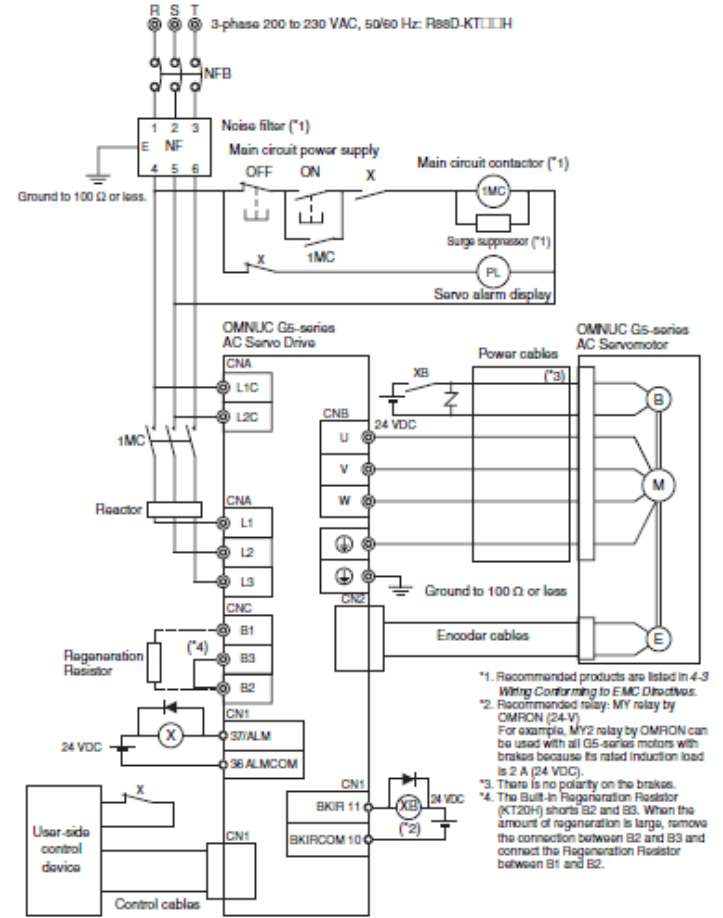 R S T
3-phase 200 to 230 VAC, 50/60 Hz: R88D-KT□□H
NFB
1 2 3
E NF
4 5 6
Noise filter (*1)
Main circuit power supply
OFF ON X
Main circuit contactor (*1)
1MC
Ground to 100 Ω or less.
Surge suppressor (*1)
1MC
X
PL
Servo alarm display
OMNUC G5-series
AC Servo Drive
OMNUC G5-series
AC Servomotor
Power cables
CNA
XB
(*3)
L1C
B
L2C
CNB
24 VDC
U
1MC
V
M
Reactor
CNA
W
L1
L2
L3
Ground to 100 Ω or less
CN2
CNC
B1
Encoder cables
E
(*4)
B3
Regeneration
Resistor
B2
CN1
X
37/ALM
24 VDC
36 ALMCOM
CN1
X
BKIR 11
XB
24 VDC
(*2)
User-side
control
device
CN1
BKIRCOM 10
Control cables
*1. Recommended products are listed in 4-3
Wiring Conforming to EMC Directives.
*2. Recommended relay: MY relay by
OMRON (24-V)
For example, MY2 relay by OMRON can
be used with all G5-series motors with
brakes because its rated induction load
is 2 A (24 VDC).
*3. There is no polarity on the brakes.
*4. The Built-in Regeneration Resistor
(KT20H) shorts B2 and B3. When the
amount of regeneration is large, remove
the connection between B2 and B3 and
connect the Regeneration Resistor
between B1 and B2.